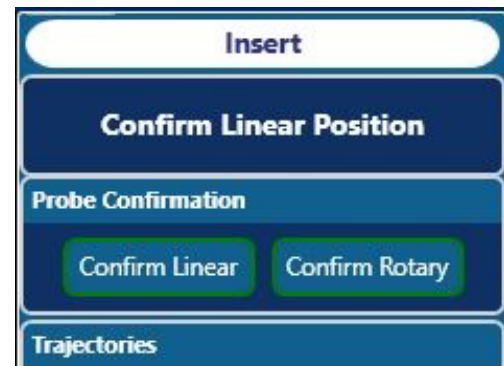 Insert
Confirm Linear Position
Probe Confirmation
Confirm Linear Confirm Rotary
Trajectories